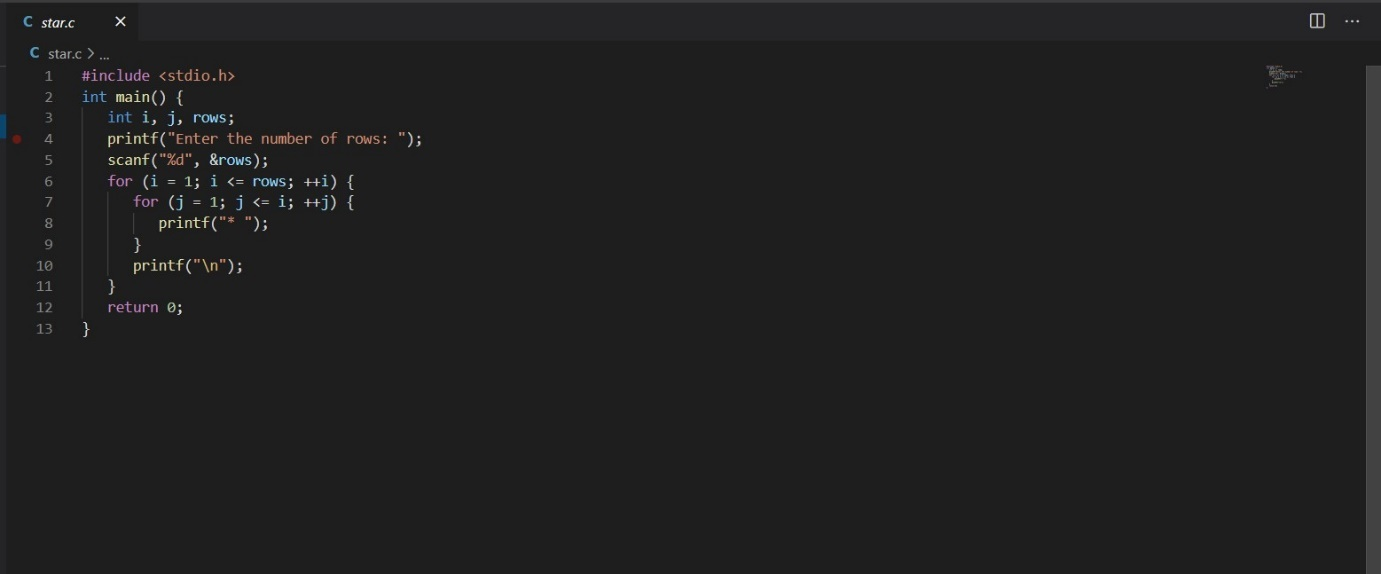 C star.c ×
C star.c > ...
1 #include <stdio.h>
2 int main() {
3 int i, j, rows;
4 printf("Enter the number of rows: ");
5 scanf("%d", &rows);
6 for (i = 1; i <= rows; ++i) {
7 for (j = 1; j <= i; ++j) {
8 printf("* ");
9 }
10 printf("\n");
11 }
12 return 0;
13 }